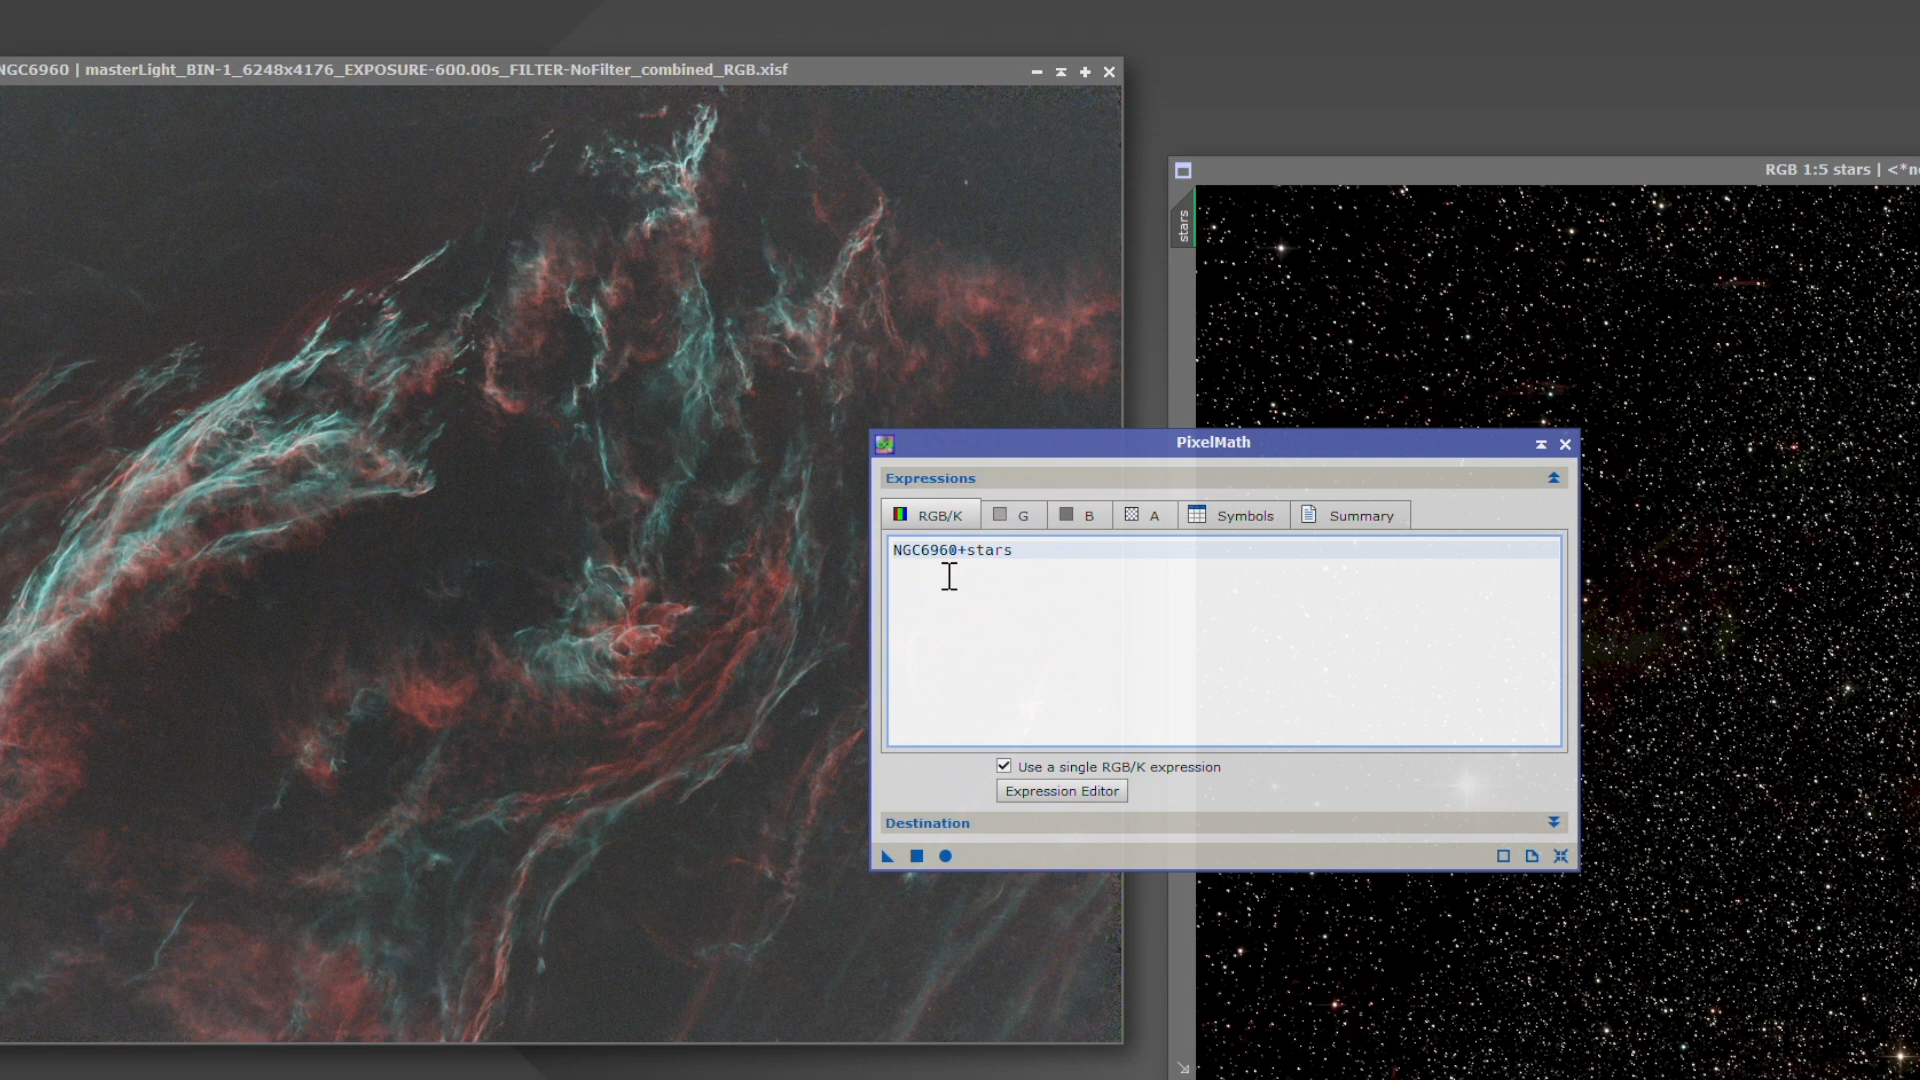 NGC6960 | masterLight_BIN-1_6248x4176_EXPOSURE-600.00s_FILTER-NoFilter_combined_RGB.xisf
RGB 1:5 stars | <*n
stars
PixelMath
Expressions
RGB/K
G
B
A
Symbols
Summary
NGC6960+stars
Use a single RGB/K expression
Expression Editor
Destination